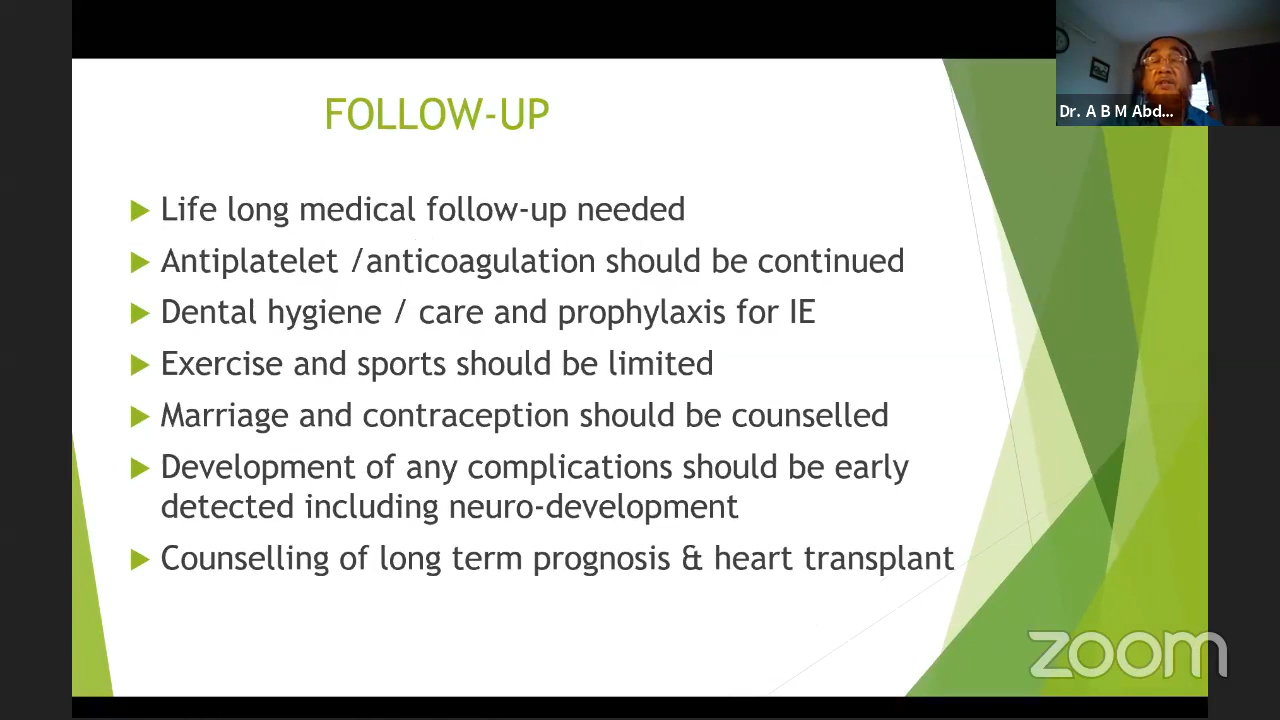 FOLLOW-UP
Dr. A B M Abd...
Life long medical follow-up needed
Antiplatelet /anticoagulation should be continued
Dental hygiene / care and prophylaxis for IE
Exercise and sports should be limited
Marriage and contraception should be counselled
Development of any complications should be early
detected including neuro-development
Counselling of long term prognosis & heart transplant
zoom